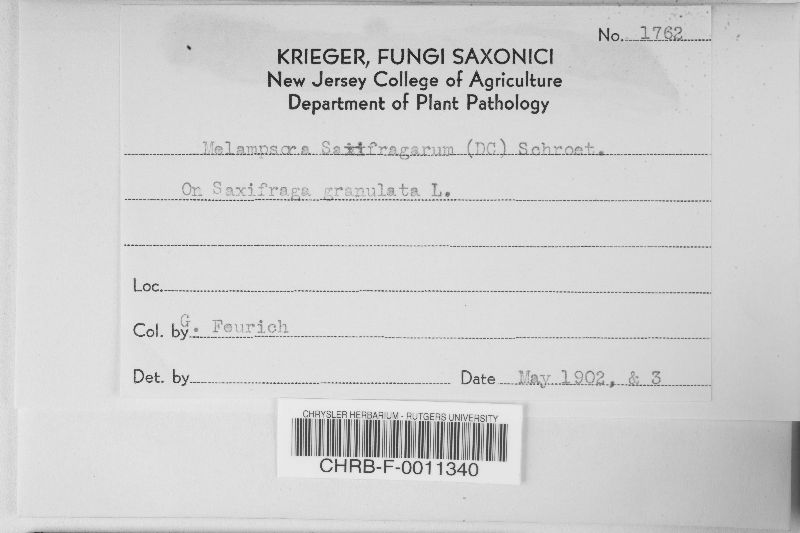 No. 1762
KRIEGER, FUNGI SAXONICI
New Jersey College of Agriculture
Department of Plant Pathology
Melampsora Saxifragarum (DC) Schroet.
On Saxifraga granulata L.
Loc.
Col. by G. Feurich
Det. by
Date May 1902, & 3
CHRYSLER HERBARIUM - RUTGERS UNIVERSITY
CHRB-F-0011340